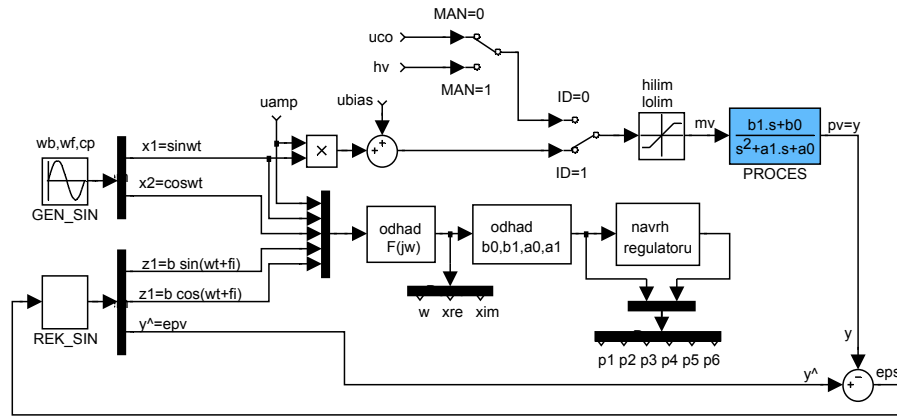 MAN=0
uco
hv
MAN=1
uamp
ubias
ID=0
ID=1
hilim
lolim
mv
b1.s+b0
s2+a1.s+a0
PROCES
pv=y
wb,wf,cp
GEN_SIN
x1=sinwt
x2=coswt
×
+
+
odhad
F(jw)
odhad
b0,b1,a0,a1
navrh
regulatoru
w xre xim
p1 p2 p3 p4 p5 p6
z1=b sin(wt+fi)
z1=b cos(wt+fi)
y^=epv
REK_SIN
y
y^
+
−
eps